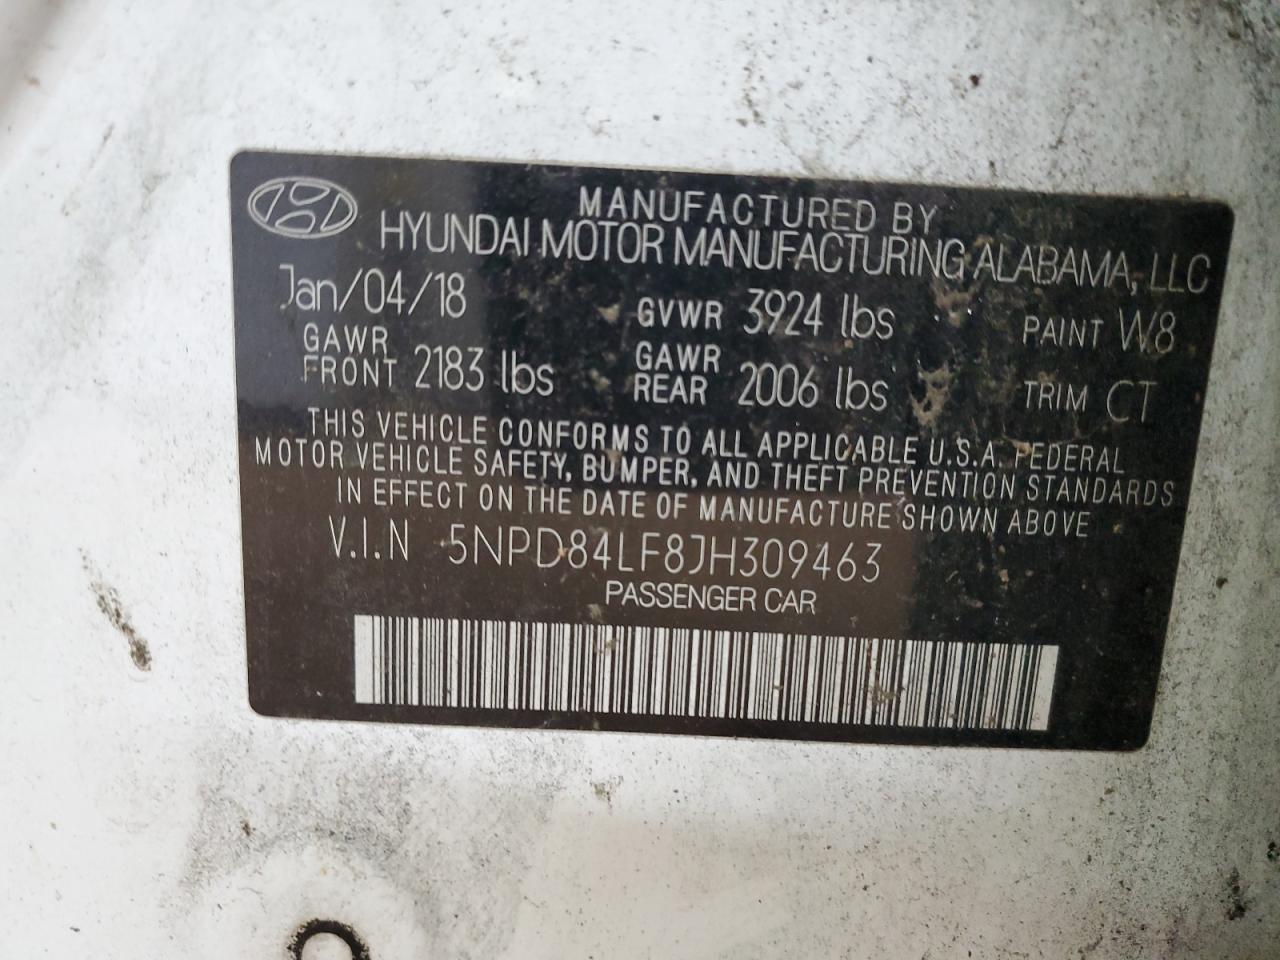 MANUFACTURED BY
HYUNDAI MOTOR MANUFACTURING ALABAMA, LLC
Jan/04/18 GVWR 3924 lbs PAINT W8
GAWR FRONT 2183 lbs GAWR REAR 2006 lbs TRIM CT
THIS VEHICLE CONFORMS TO ALL APPLICABLE U.S.A. FEDERAL
MOTOR VEHICLE SAFETY, BUMPER, AND THEFT PREVENTION STANDARDS
IN EFFECT ON THE DATE OF MANUFACTURE SHOWN ABOVE
V.I.N 5NPD84LF8JH309463
PASSENGER CAR